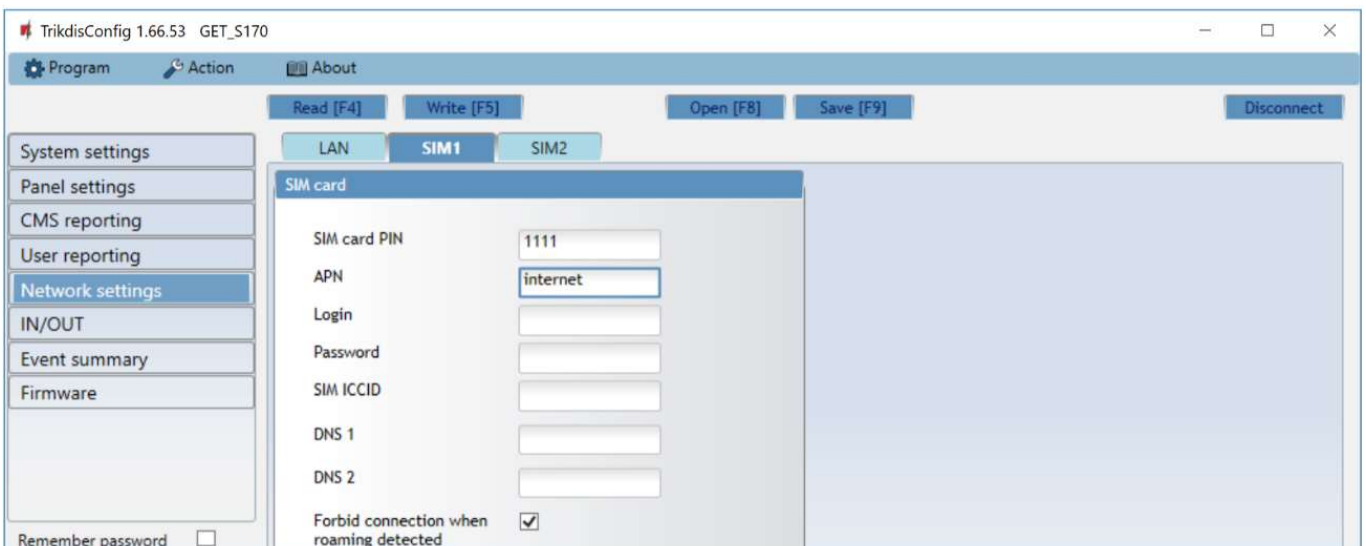 TrikdisConfig 1.66.53 GET_S170
Program Action About
Read [F4] Write [F5] Open [F8] Save [F9] Disconnect
System settings
Panel settings
CMS reporting
User reporting
Network settings
IN/OUT
Event summary
Firmware
Remember password
LAN SIM1 SIM2
SIM card
SIM card PIN 1111
APN internet
Login
Password
SIM ICCID
DNS 1
DNS 2
Forbid connection when
roaming detected